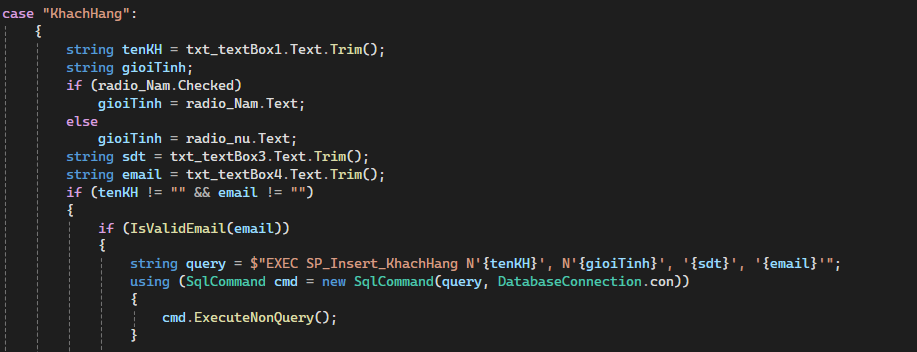 case "KhachHang":
{
string tenKH = txt_textBox1.Text.Trim();
string gioiTinh;
if (radio_Nam.Checked)
gioiTinh = radio_Nam.Text;
else
gioiTinh = radio_nu.Text;
string sdt = txt_textBox3.Text.Trim();
string email = txt_textBox4.Text.Trim();
if (tenKH != "" && email != "")
{
if (IsValidEmail(email))
{
string query = $"EXEC SP_Insert_KhachHang N'{tenKH}', N'{gioiTinh}', '{sdt}', '{email}'";
using (SqlCommand cmd = new SqlCommand(query, DatabaseConnection.con))
{
cmd.ExecuteNonQuery();
}